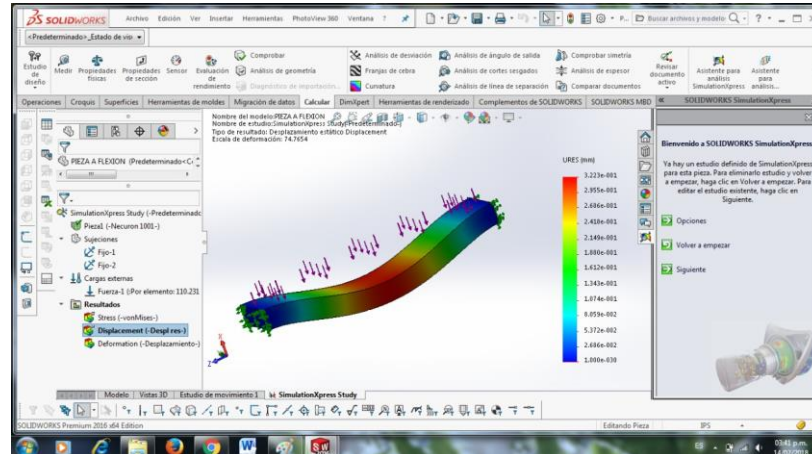 SOLIDWORKS Archivo Edición Ver Insertar Herramientas PhotoView 360 Ventana ?
Buscar archivos y modelo
<Predeterminado>_Estado de vis
Estudio de diseño
Medir
Propiedades físicas
Propiedades de sección
Sensor
Evaluación de rendimiento
Comprobar
Análisis de geometría
Diagnóstico de importación...
Análisis de desviación
Franjas de cebra
Curvatura
Análisis de ángulo de salida
Análisis de cortes sesgados
Análisis de línea de separación
Comprobar simetría
Análisis de espesor
Comparar documentos
Revisar documento activo
Asistente para análisis SimulationXpress
Asistente para análisis...
Operaciones Croquis Superficies Herramientas de moldes Migración de datos Calcular DimXpert Herramientas de renderizado Complementos de SOLIDWORKS SOLIDWORKS MBD
SOLIDWORKS SimulationXpress
Nombre del modelo:PIEZA A FLEXION
Nombre de estudio:SimulationXpress Study(-Predeterminado-)
Tipo de resultado: Desplazamiento estático Displacement
Escala de deformación: 74.7654
PIEZA A FLEXION (Predeterminado<C
SimulationXpress Study (-Predeterminado
Pieza1 (-Necuron 1001-)
Sujeciones
Fijo-1
Fijo-2
Cargas externas
Fuerza-1 (:Por elemento: 110.231
Resultados
Stress (-vonMises-)
Displacement (-Despl res-)
Deformation (-Desplazamiento-)
URES (mm)
3.223e-001
2.955e-001
2.686e-001
2.418e-001
2.149e-001
1.880e-001
1.612e-001
1.343e-001
1.074e-001
8.059e-002
5.372e-002
2.686e-002
1.000e-030
Bienvenido a SOLIDWORKS SimulationXpress
Ya hay un estudio definido de SimulationXpress
para esta pieza. Para eliminarlo estudio y volver
a empezar, haga clic en Volver a empezar. Para
editar el estudio existente, haga clic en
Siguiente.
Opciones
Volver a empezar
Siguiente
Modelo Vistas 3D Estudio de movimiento 1 SimulationXpress Study
SOLIDWORKS Premium 2016 x64 Edition
Editando Pieza IPS
ES
03:41 p.m.